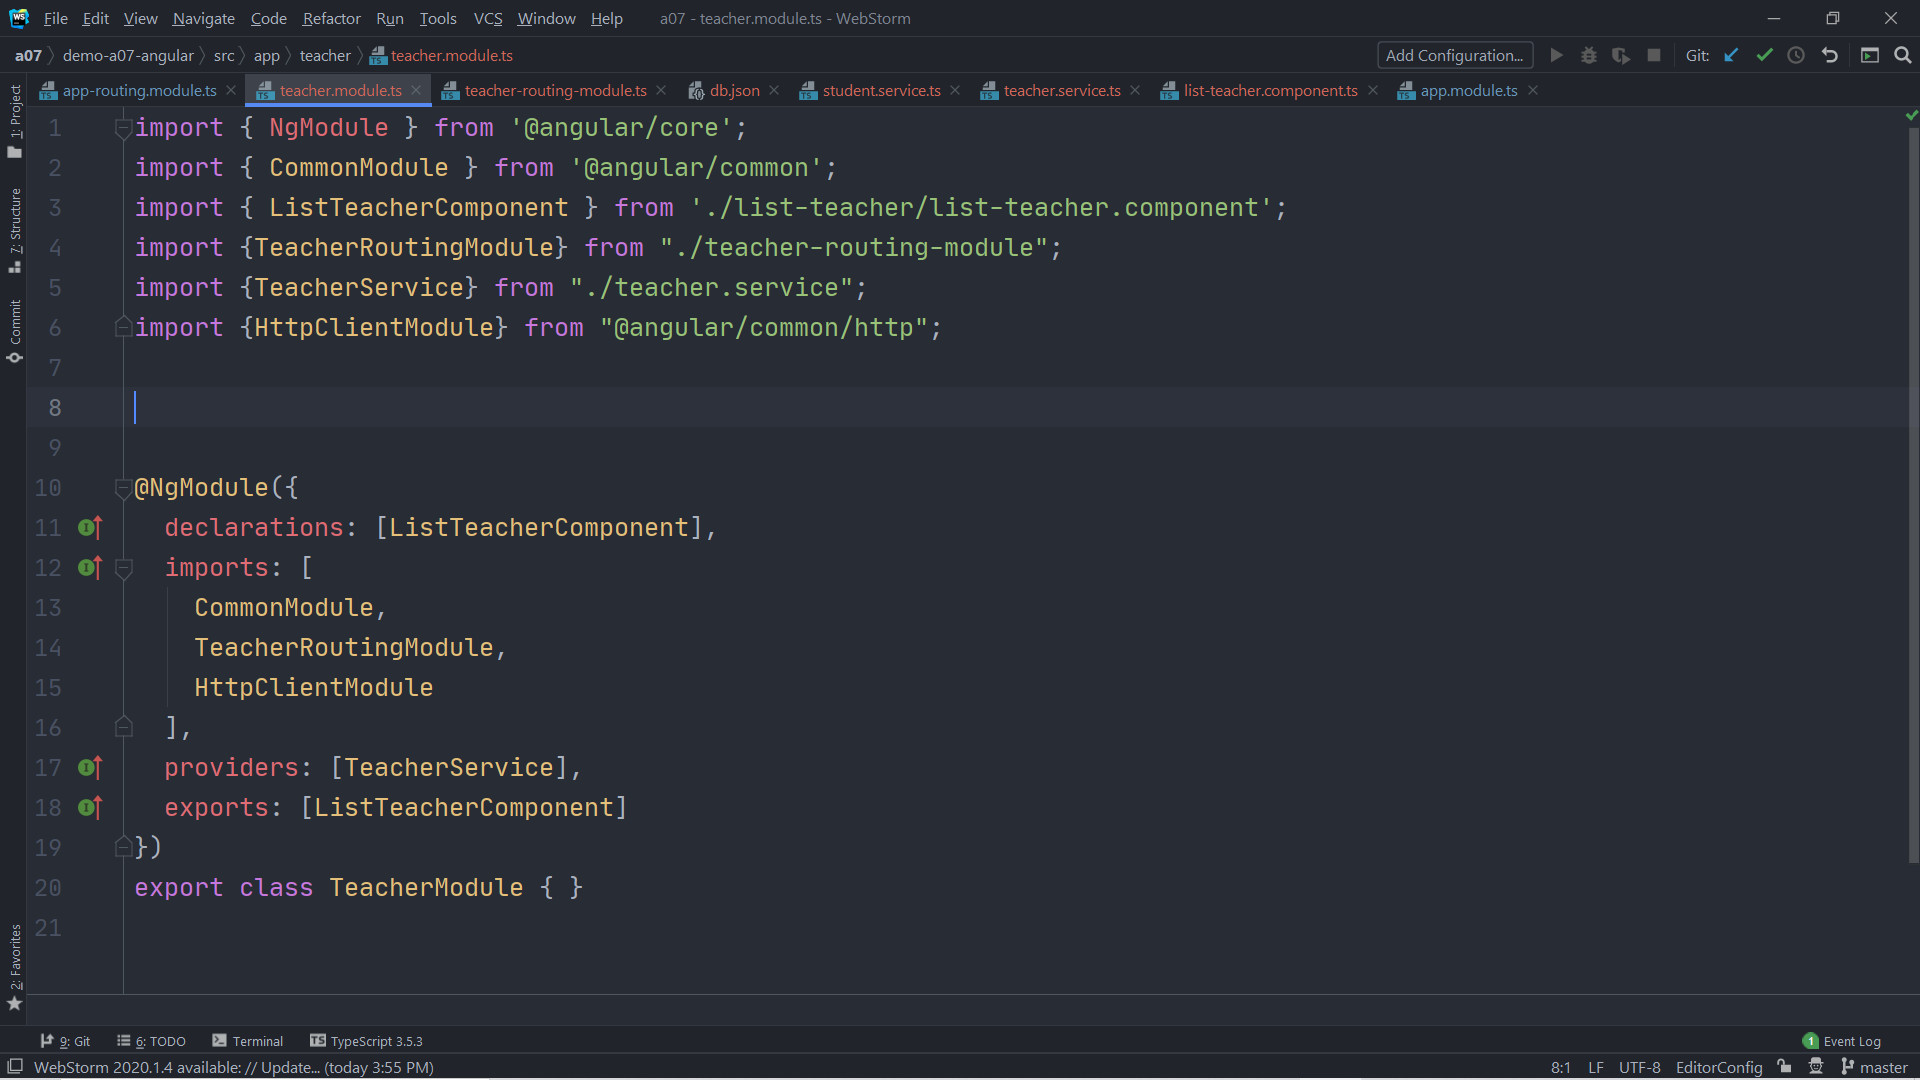 File Edit View Navigate Code Refactor Run Tools VCS Window Help a07 - teacher.module.ts - WebStorm
a07 demo-a07-angular src app teacher teacher.module.ts Add Configuration... Git:
app-routing.module.ts teacher.module.ts teacher-routing-module.ts db.json student.service.ts teacher.service.ts list-teacher.component.ts app.module.ts
1: Project
7: Structure
Commit
2: Favorites
1 import { NgModule } from '@angular/core';
2 import { CommonModule } from '@angular/common';
3 import { ListTeacherComponent } from './list-teacher/list-teacher.component';
4 import {TeacherRoutingModule} from "./teacher-routing-module";
5 import {TeacherService} from "./teacher.service";
6 import {HttpClientModule} from "@angular/common/http";
7
8
9
10 @NgModule({
11 declarations: [ListTeacherComponent],
12 imports: [
13 CommonModule,
14 TeacherRoutingModule,
15 HttpClientModule
16 ],
17 providers: [TeacherService],
18 exports: [ListTeacherComponent]
19 })
20 export class TeacherModule { }
21
9: Git 6: TODO Terminal TypeScript 3.5.3 1 Event Log
WebStorm 2020.1.4 available: // Update... (today 3:55 PM) 8:1 LF UTF-8 EditorConfig master